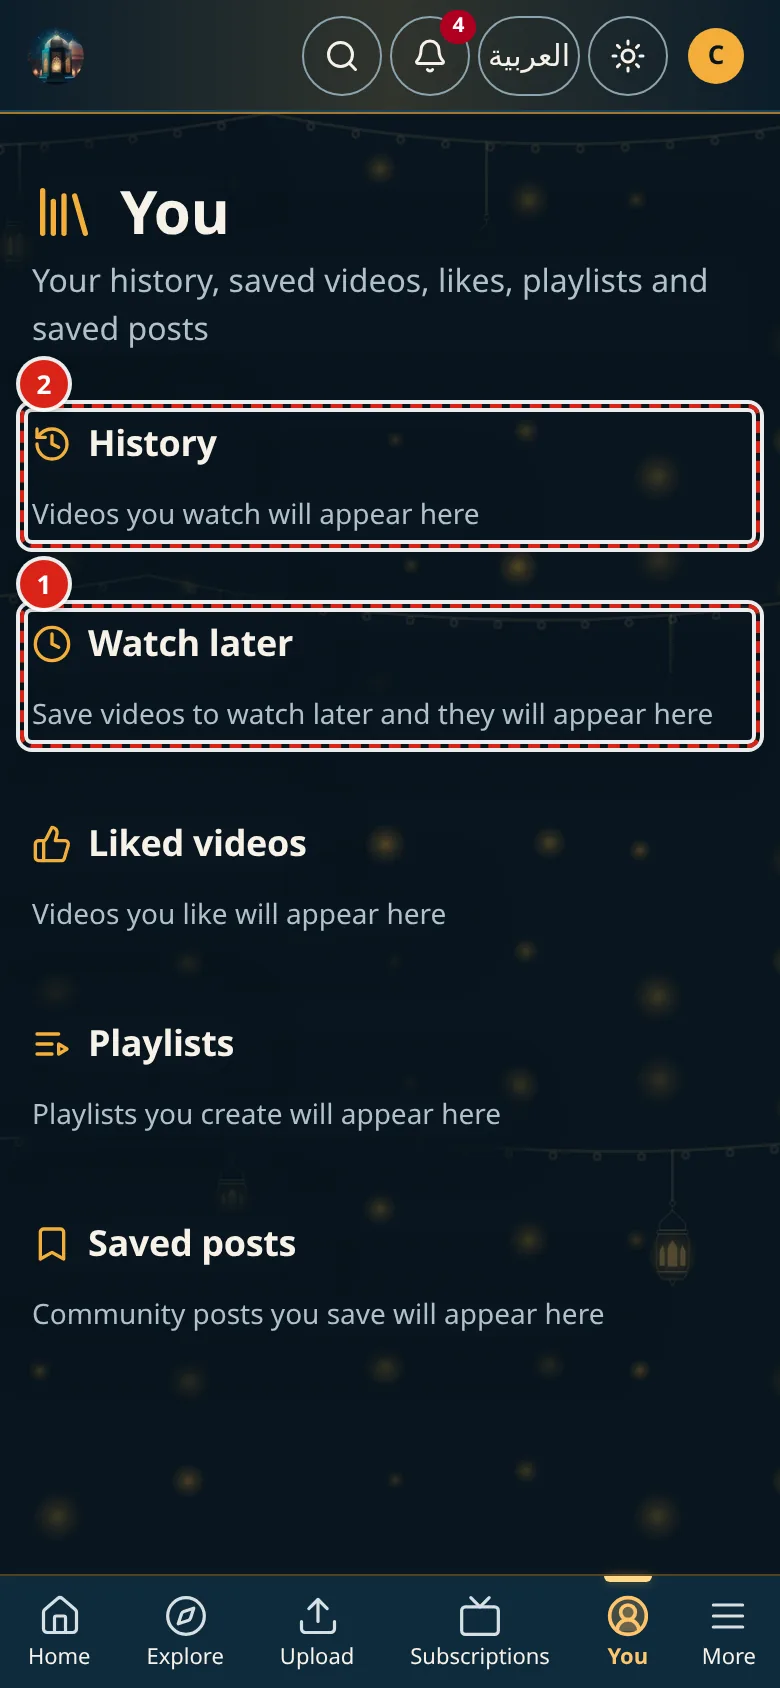 4
العربية
C
You
Your history, saved videos, likes, playlists and
saved posts
2
History
Videos you watch will appear here
1
Watch later
Save videos to watch later and they will appear here
Liked videos
Videos you like will appear here
Playlists
Playlists you create will appear here
Saved posts
Community posts you save will appear here
Home
Explore
Upload
Subscriptions
You
More